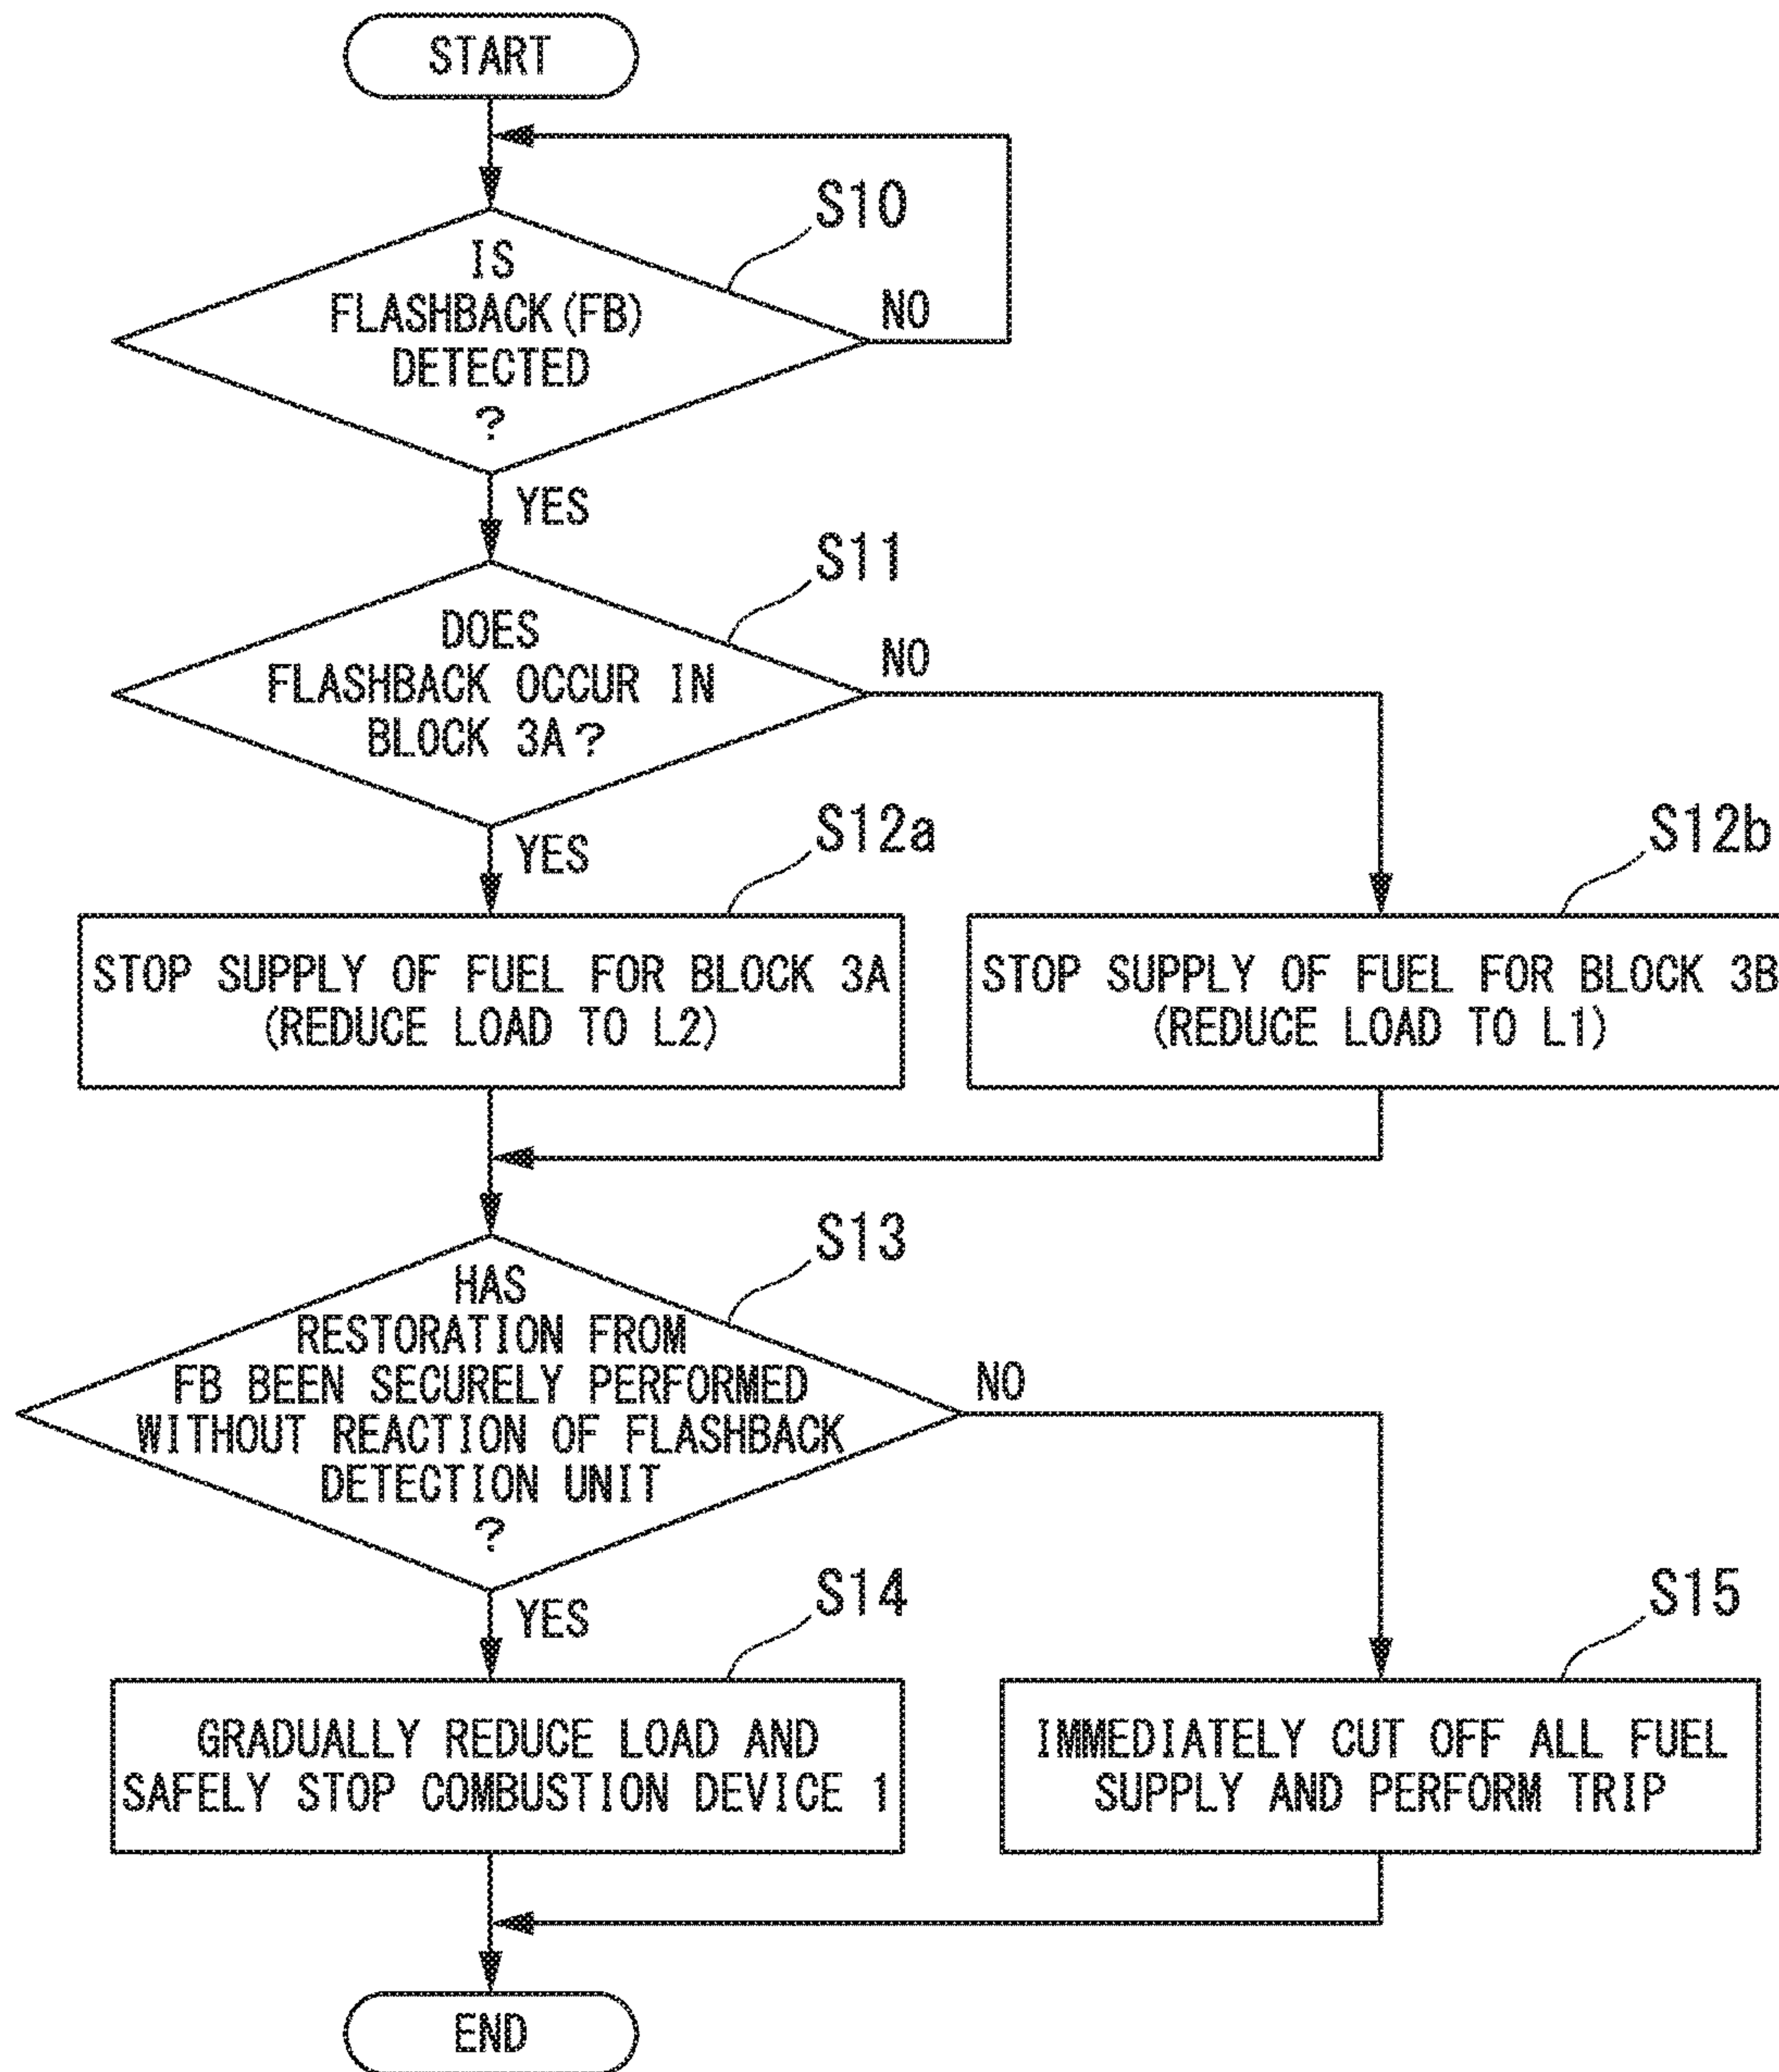 START
S10
IS
FLASHBACK(FB)
DETECTED
?
NO
YES
S11
DOES
FLASHBACK OCCUR IN
BLOCK 3A?
NO
YES
S12a
S12b
STOP SUPPLY OF FUEL FOR BLOCK 3A
(REDUCE LOAD TO L2)
STOP SUPPLY OF FUEL FOR BLOCK 3B
(REDUCE LOAD TO L1)
S13
HAS
RESTORATION FROM
FB BEEN SECURELY PERFORMED
WITHOUT REACTION OF FLASHBACK
DETECTION UNIT
?
NO
YES
S14
S15
GRADUALLY REDUCE LOAD AND
SAFELY STOP COMBUSTION DEVICE 1
IMMEDIATELY CUT OFF ALL FUEL
SUPPLY AND PERFORM TRIP
END